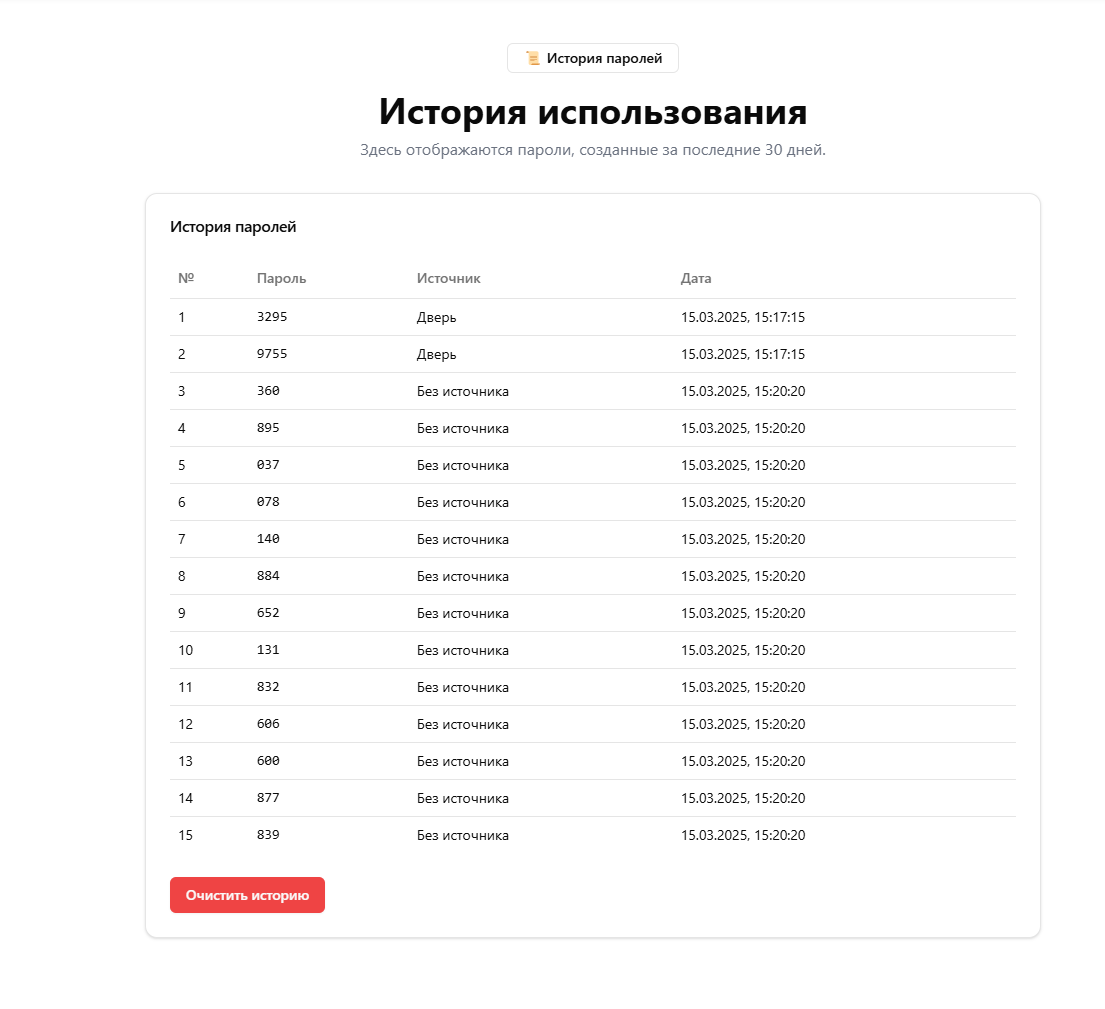 📜 История паролей
История использования
Здесь отображаются пароли, созданные за последние 30 дней.
История паролей
№ Пароль Источник Дата
1 3295 Дверь 15.03.2025, 15:17:15
2 9755 Дверь 15.03.2025, 15:17:15
3 360 Без источника 15.03.2025, 15:20:20
4 895 Без источника 15.03.2025, 15:20:20
5 037 Без источника 15.03.2025, 15:20:20
6 078 Без источника 15.03.2025, 15:20:20
7 140 Без источника 15.03.2025, 15:20:20
8 884 Без источника 15.03.2025, 15:20:20
9 652 Без источника 15.03.2025, 15:20:20
10 131 Без источника 15.03.2025, 15:20:20
11 832 Без источника 15.03.2025, 15:20:20
12 606 Без источника 15.03.2025, 15:20:20
13 600 Без источника 15.03.2025, 15:20:20
14 877 Без источника 15.03.2025, 15:20:20
15 839 Без источника 15.03.2025, 15:20:20
Очистить историю